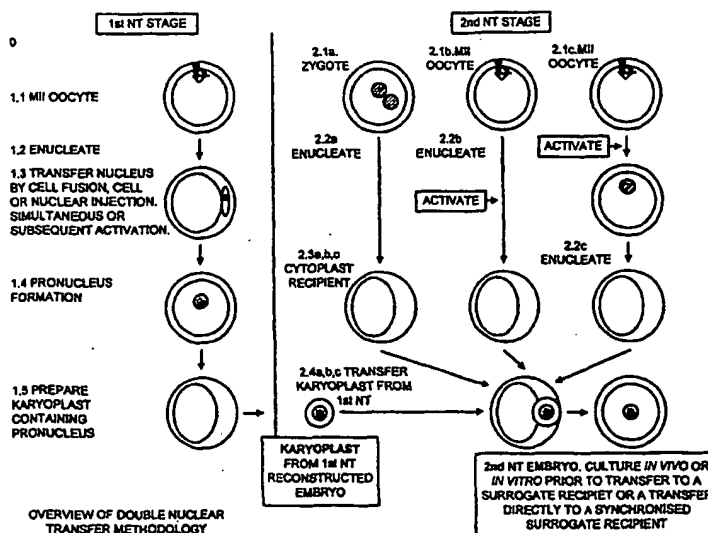 1st NT STAGE
2nd NT STAGE
0
1.1 MII OOCYTE
1.2 ENUCLEATE
1.3 TRANSFER NUCLEUS
BY CELL FUSION, CELL
OR NUCLEAR INJECTION.
SIMULTANEOUS OR
SUBSEQUENT ACTIVATION.
1.4 PRONUCLEUS
FORMATION
1.5 PREPARE
KARYOPLAST
CONTAINING
PRONUCLEUS
OVERVIEW OF DOUBLE NUCLEAR
TRANSFER METHODOLOGY
2.1a.
ZYGOTE
2.1b.MII
OOCYTE
2.1c.MII
OOCYTE
2.2a
ENUCLEATE
2.2b
ENUCLEATE
ACTIVATE
ACTIVATE
2.2c
ENUCLEATE
2.3a,b,c
CYTOPLAST
RECIPIENT
2.4a,b,c TRANSFER
KARYOPLAST FROM
1st NT
KARYOPLAST
FROM 1st NT
RECONSTRUCTED
EMBRYO
2nd NT EMBRYO. CULTURE IN VIVO OR
IN VITRO PRIOR TO TRANSFER TO A
SURROGATE RECIPIET OR A TRANSFER
DIRECTLY TO A SYNCHRONISED
SURROGATE RECIPIENT